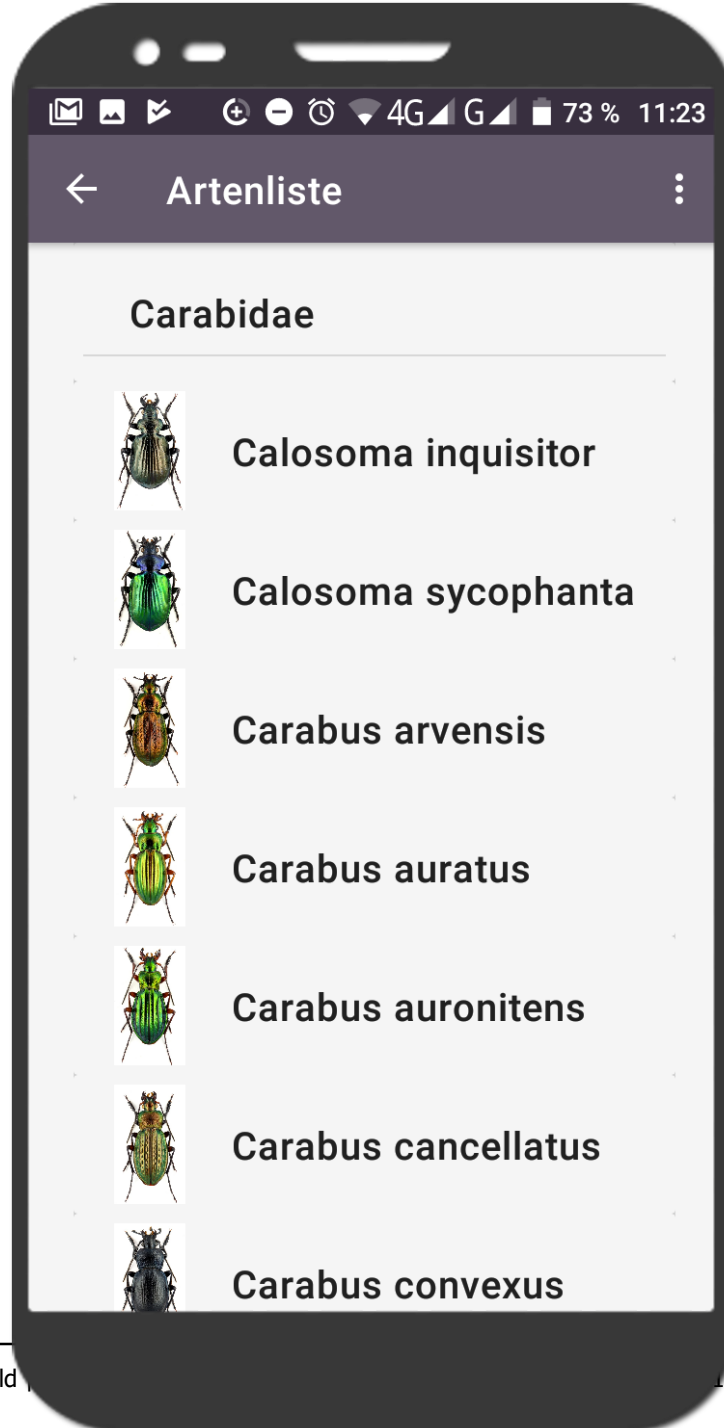 4G G 73 % 11:23
Artenliste
Carabidae
Calosoma inquisitor
Calosoma sycophanta
Carabus arvensis
Carabus auratus
Carabus auronitens
Carabus cancellatus
Carabus convexus